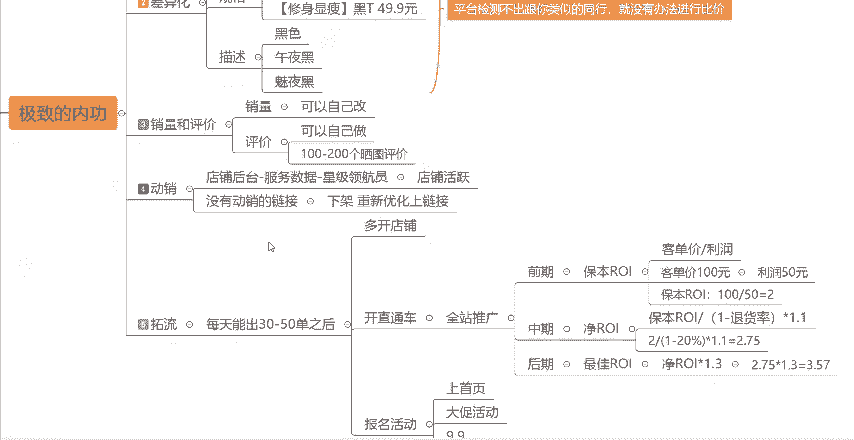 2 差异化
【修身显瘦】黑T 49.9元
平台检测不出跟你类似的同行，就没有办法进行比价
描述
黑色
午夜黑
魅夜黑
极致的内功
3 销量和评价
销量
可以自己改
评价
可以自己做
100-200个晒图评价
4 动销
店铺后台-服务数据-星级领航员
店铺活跃
没有动销的链接
下架 重新优化上链接
拓流
每天能出30-50单之后
多开店铺
开直通车
全站推广
前期
保本ROI
客单价/利润
客单价100元
利润50元
保本ROI：100/50=2
中期
净ROI
保本ROI/（1-退货率）*1.1
2/(1-20%)*1.1=2.75
后期
最佳ROI
净ROI*1.3
2.75*1.3=3.57
报名活动
上首页
大促活动
9.9